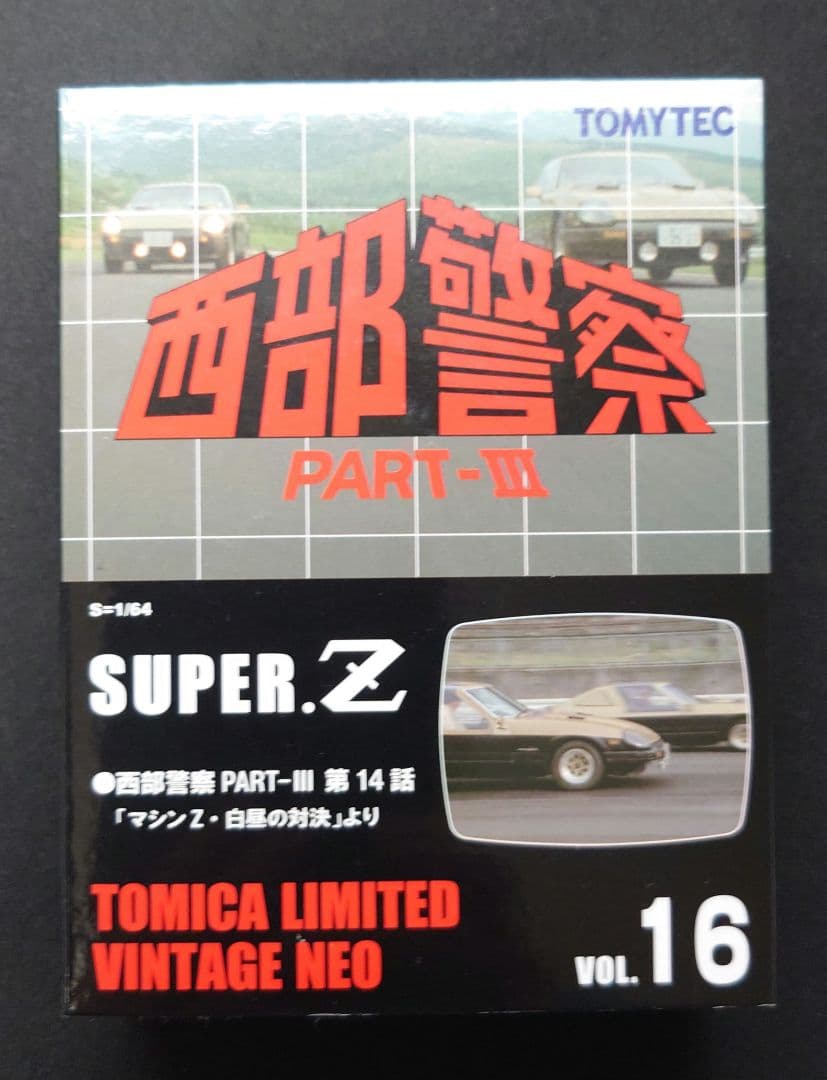 TOMYTEC
西部警察
PART-III
S=1/64
SUPER.Z
●西部警察 PART-III 第14話
「マシンZ・白昼の対決」より
TOMICA LIMITED
VINTAGE NEO
VOL.16